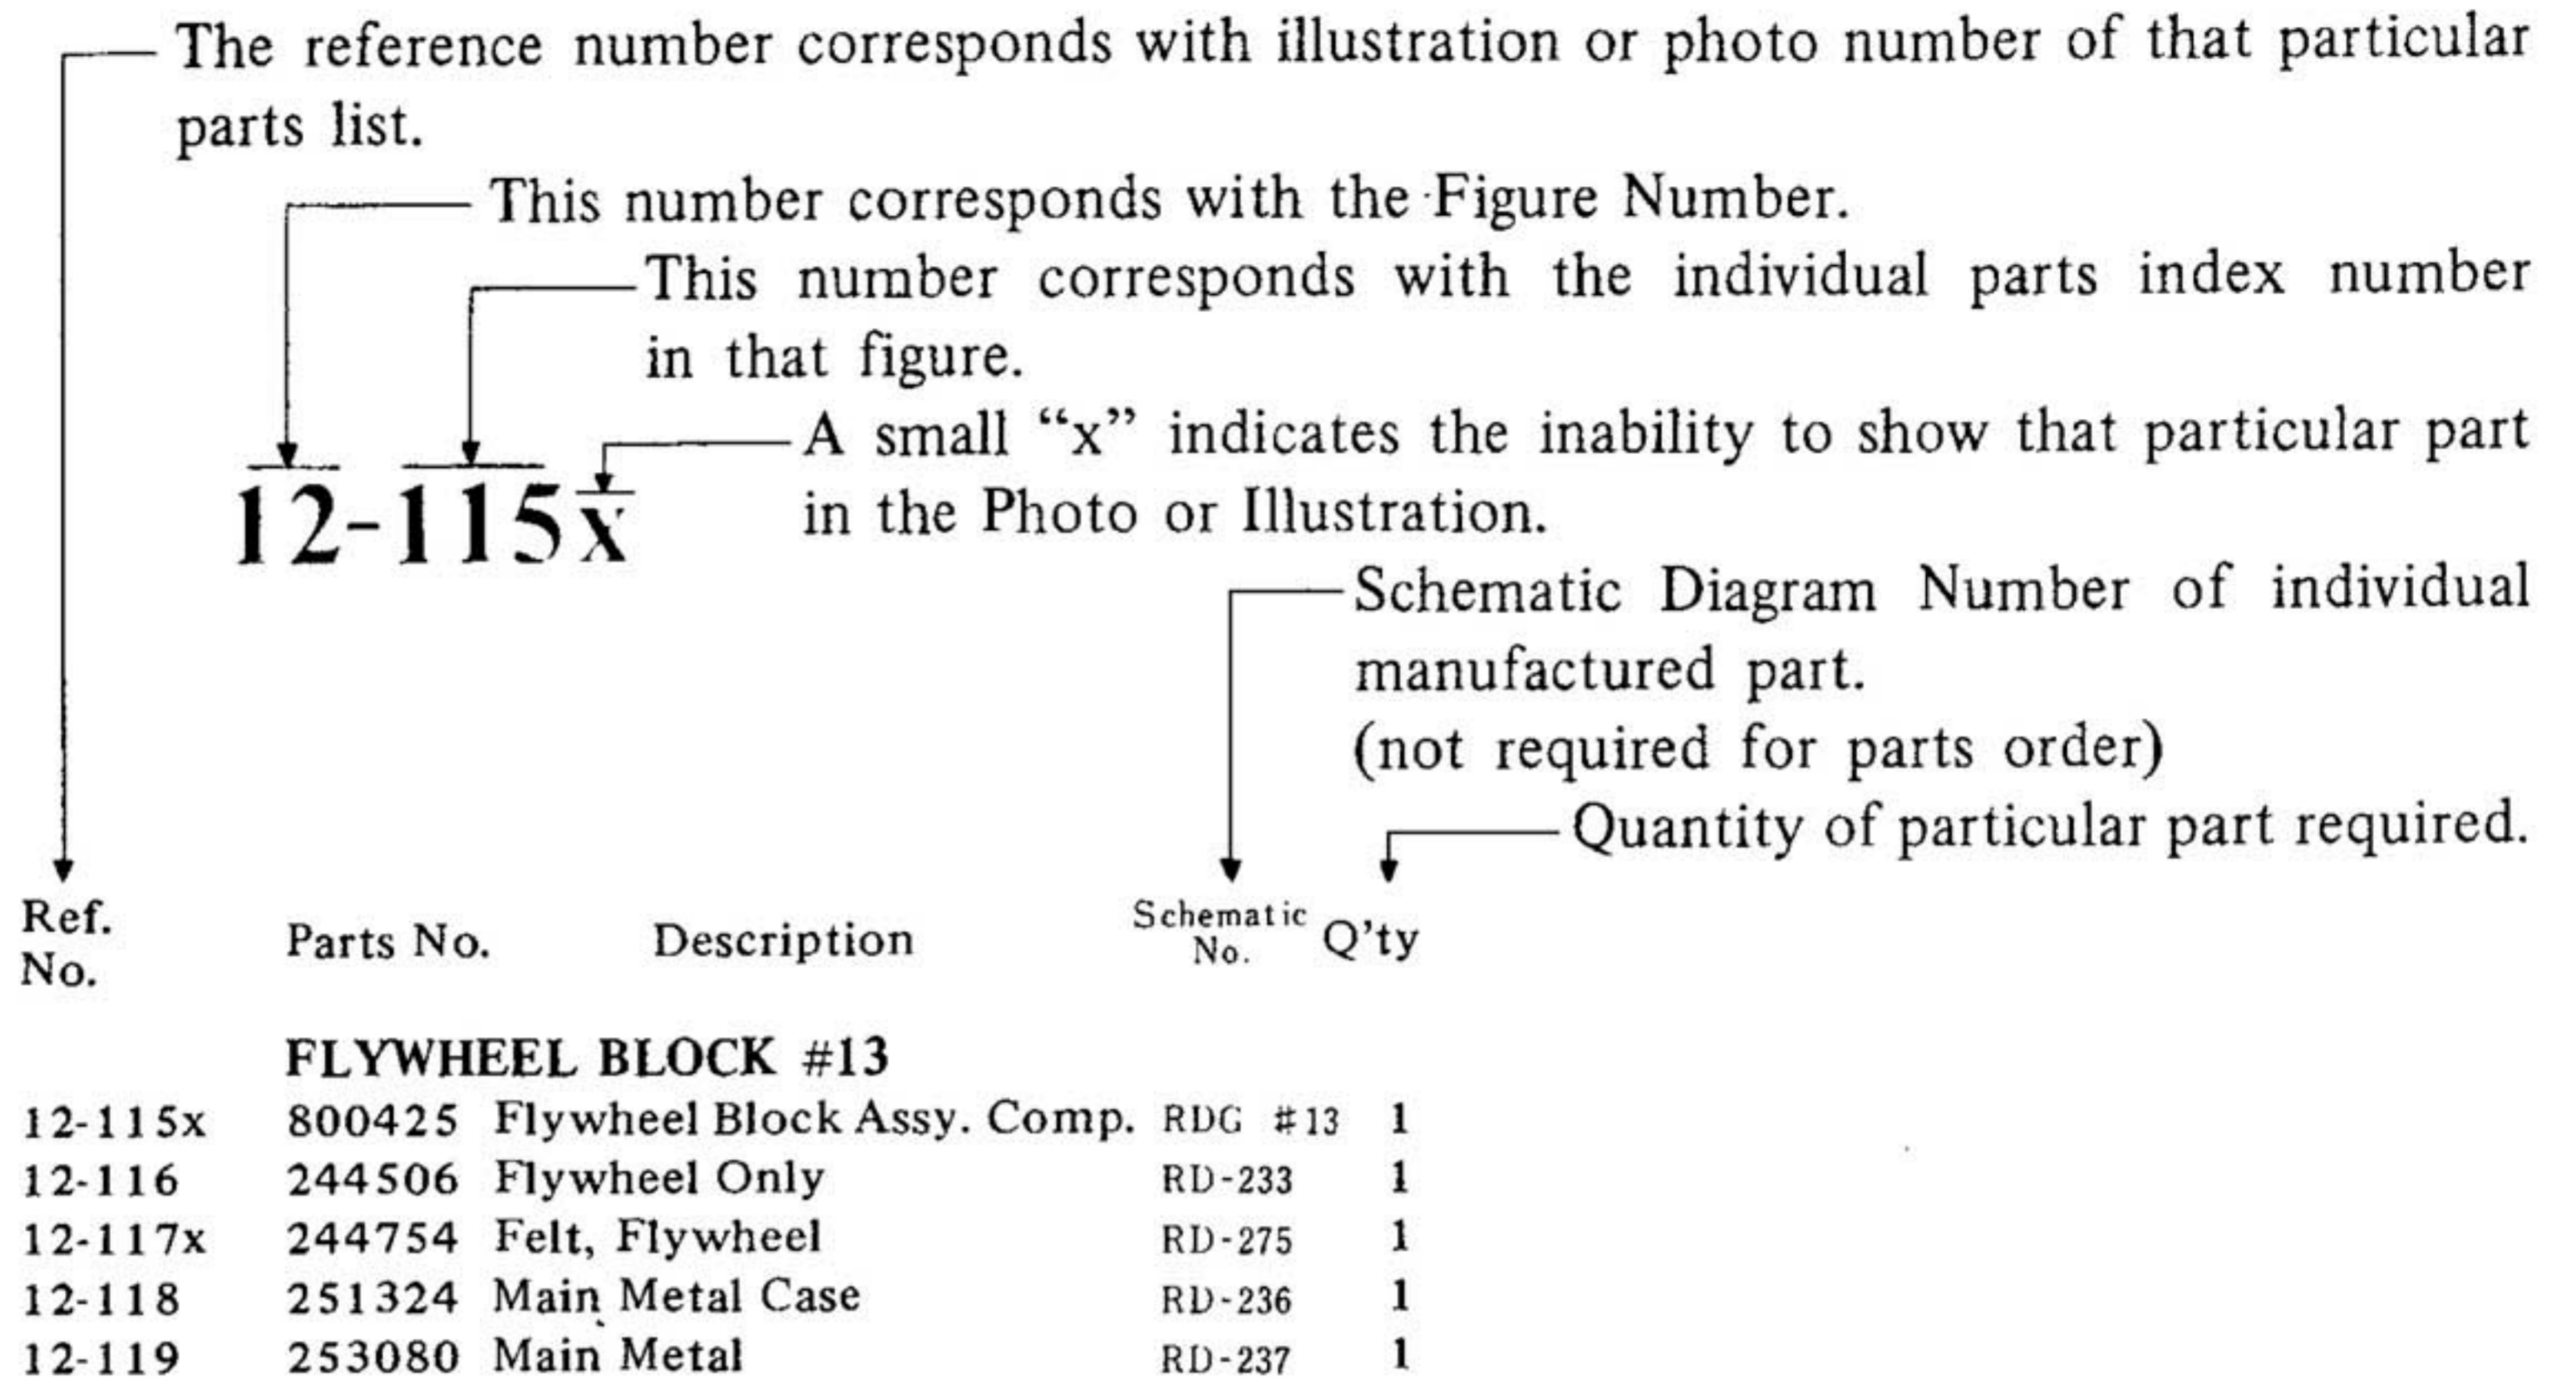 The reference number corresponds with illustration or photo number of that particular
parts list.
This number corresponds with the Figure Number.
This number corresponds with the individual parts index number
in that figure.
A small “x” indicates the inability to show that particular part
in the Photo or Illustration.
12-115x
Schematic Diagram Number of individual
manufactured part.
(not required for parts order)
Quantity of particular part required.
Ref. No. Parts No. Description Schematic No. Q'ty
FLYWHEEL BLOCK #13
12-115x 800425 Flywheel Block Assy. Comp. RDG #13 1
12-116 244506 Flywheel Only RD-233 1
12-117x 244754 Felt, Flywheel RD-275 1
12-118 251324 Main Metal Case RD-236 1
12-119 253080 Main Metal RD-237 1